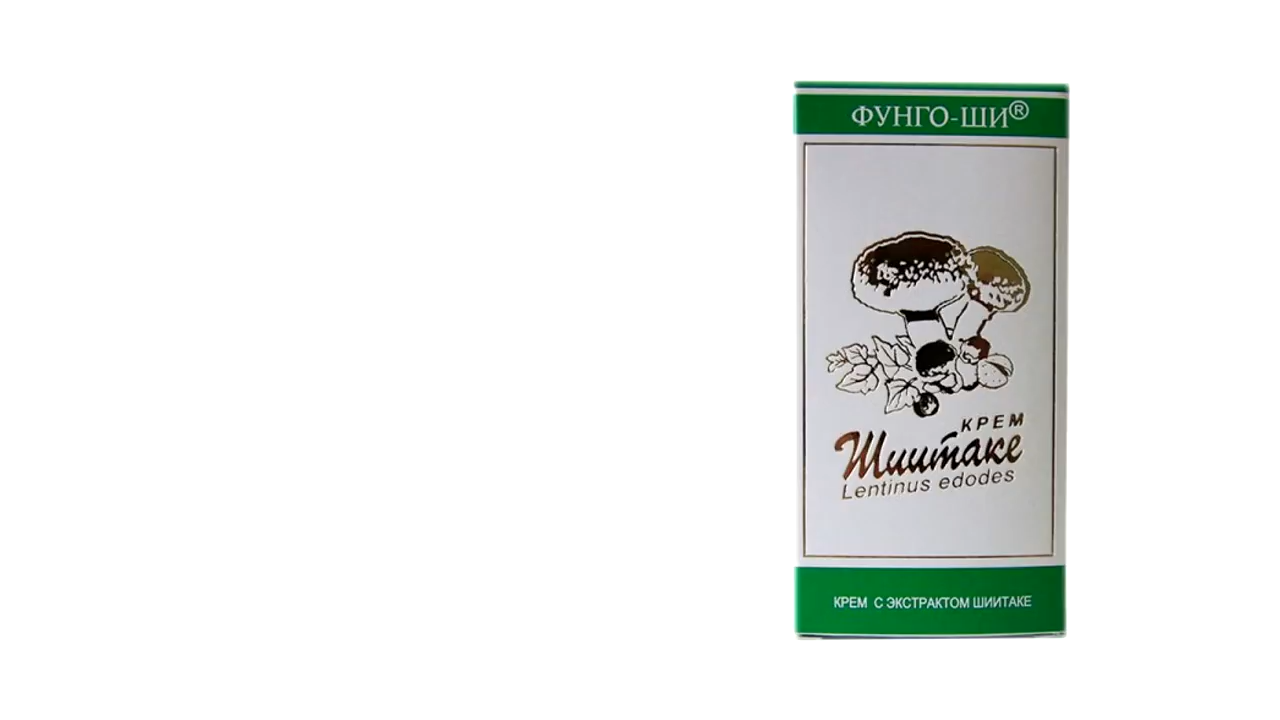 ФУНГО-ШИ®
КРЕМ
Шиитаке
Lentinus edodes
КРЕМ С ЭКСТРАКТОМ ШИИТАКЕ